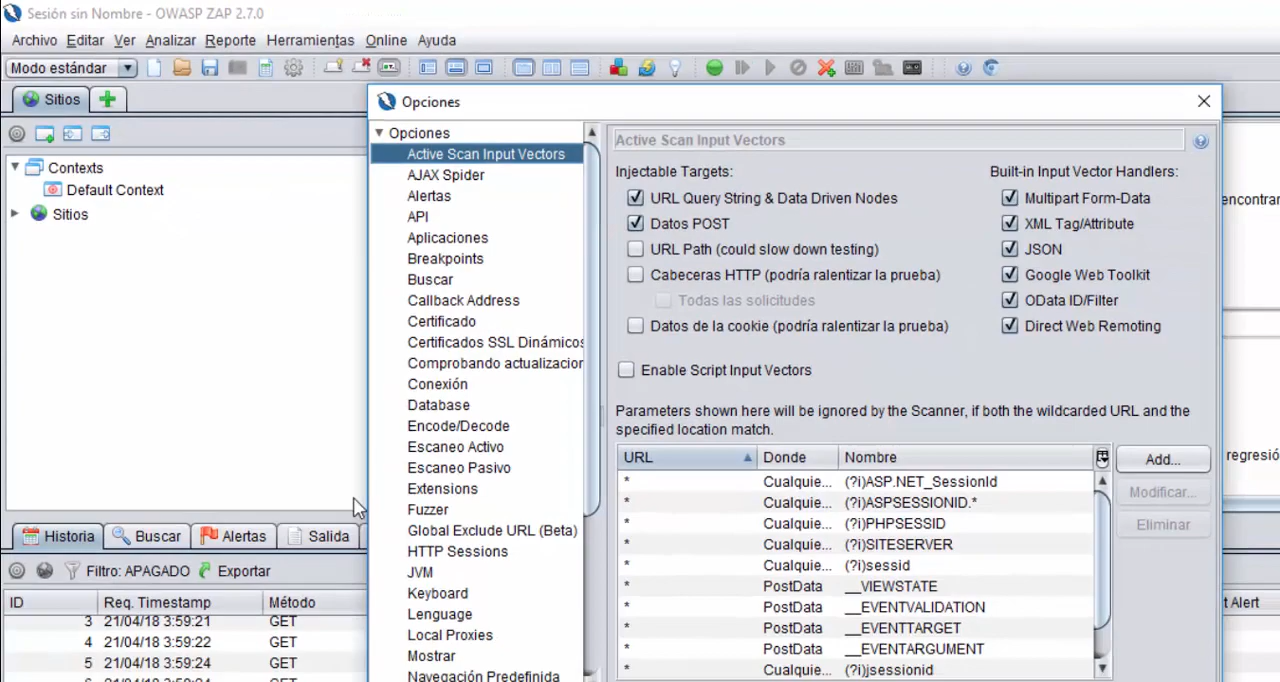 Sesión sin Nombre - OWASP ZAP 2.7.0
Archivo Editar Ver Analizar Reporte Herramientas Online Ayuda
Modo estándar
Sitios
Contexts
Default Context
Sitios
Opciones
Opciones
Active Scan Input Vectors
AJAX Spider
Alertas
API
Aplicaciones
Breakpoints
Buscar
Callback Address
Certificado
Certificados SSL Dinámicos
Comprobando actualizacion
Conexión
Database
Encode/Decode
Escaneo Activo
Escaneo Pasivo
Extensions
Fuzzer
Global Exclude URL (Beta)
HTTP Sessions
JVM
Keyboard
Lenguage
Local Proxies
Mostrar
Navegación Predefinida
Active Scan Input Vectors
Injectable Targets:
URL Query String & Data Driven Nodes
Datos POST
URL Path (could slow down testing)
Cabeceras HTTP (podría ralentizar la prueba)
Todas las solicitudes
Datos de la cookie (podría ralentizar la prueba)
Built-in Input Vector Handlers:
Multipart Form-Data
XML Tag/Attribute
JSON
Google Web Toolkit
OData ID/Filter
Direct Web Remoting
Enable Script Input Vectors
Parameters shown here will be ignored by the Scanner, if both the wildcarded URL and the
specified location match.
URL Donde Nombre
* Cualquie... (?i)ASP.NET_SessionId
* Cualquie... (?i)ASPSESSIONID.*
* Cualquie... (?i)PHPSESSID
* Cualquie... (?i)SITESERVER
* Cualquie... (?i)sessid
* PostData __VIEWSTATE
* PostData __EVENTVALIDATION
* PostData __EVENTTARGET
* PostData __EVENTARGUMENT
* Cualquie... (?i)jsessionid
Add...
Modificar...
Eliminar
encontrar
regresió
t Alert
Historia Buscar Alertas Salida
Filtro: APAGADO Exportar
ID Req. Timestamp Método
3 21/04/18 3:59:21 GET
4 21/04/18 3:59:22 GET
5 21/04/18 3:59:24 GET